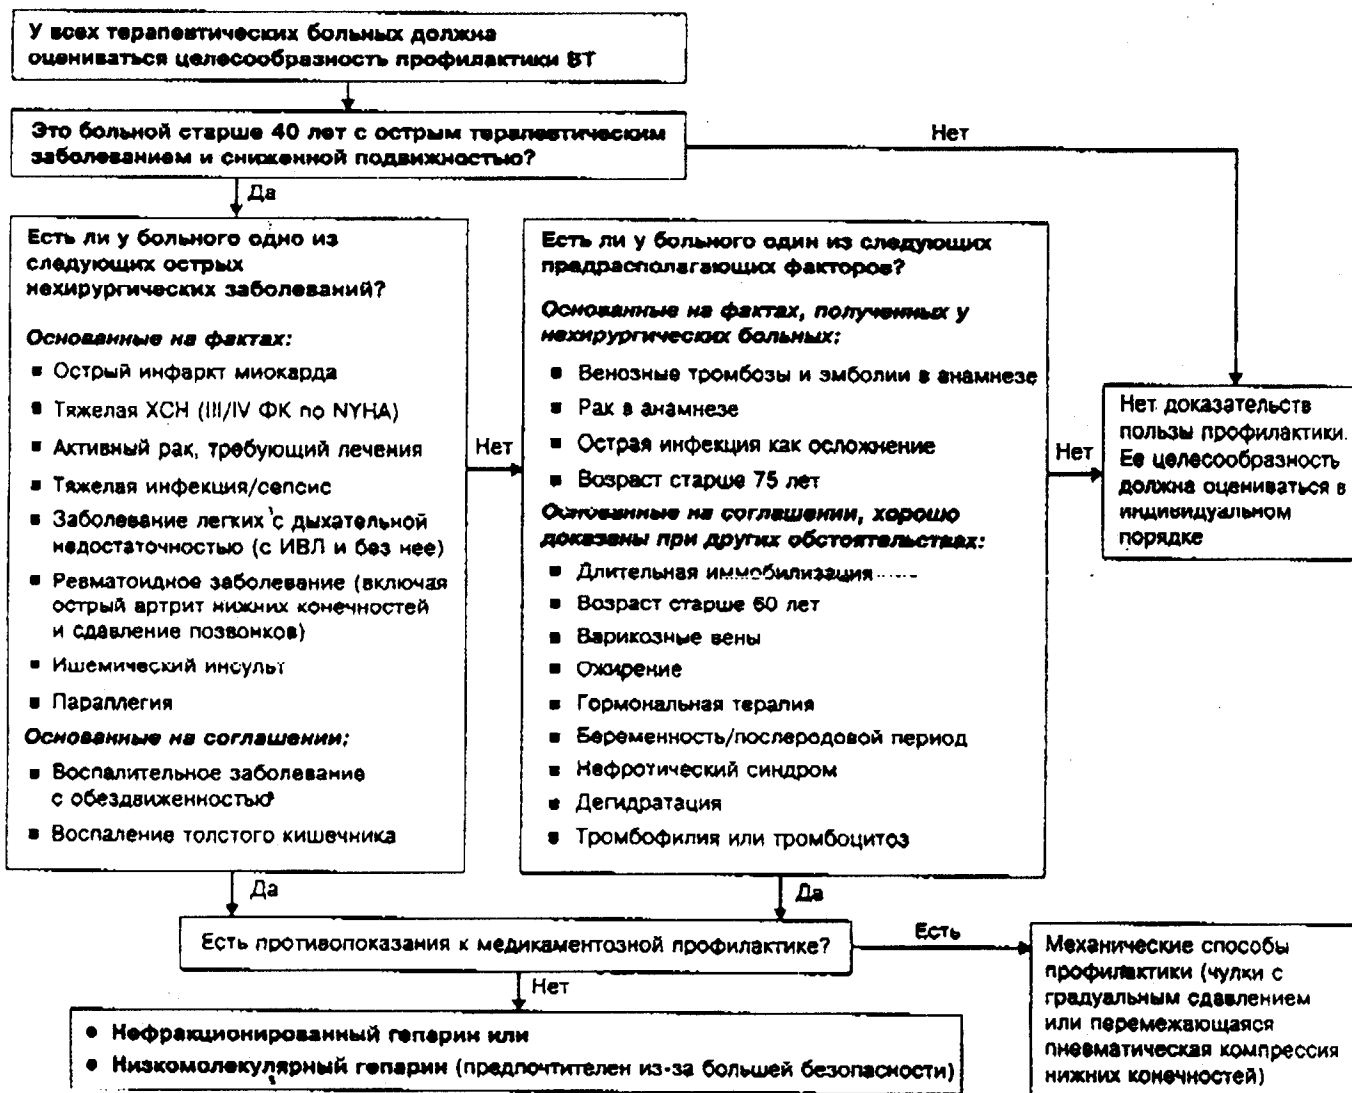 У всех терапевтических больных должна
оцениваться целесообразность профилактики ВТ
Это больной старше 40 лет с острым терапевтическим
заболеванием и сниженной подвижностью?
Нет
Да
Есть ли у больного одно из
следующих острых
нехирургических заболеваний?
Основанные на фактах:
▪ Острый инфаркт миокарда
▪ Тяжелая ХСН (III/IV ФК по NYHA)
▪ Активный рак, требующий лечения
▪ Тяжелая инфекция/сепсис
▪ Заболевание легких с дыхательной
недостаточностью (с ИВЛ и без нее)
▪ Ревматоидное заболевание (включая
острый артрит нижних конечностей
и сдавление позвонков)
▪ Ишемический инсульт
▪ Параплегия
Основанные на соглашении:
▪ Воспалительное заболевание
с обездвиженностью
▪ Воспаление толстого кишечника
Нет
Есть ли у больного один из следующих
предрасполагающих факторов?
Основанные на фактах, полученных у
нехирургических больных:
▪ Венозные тромбозы и эмболии в анамнезе
▪ Рак в анамнезе
▪ Острая инфекция как осложнение
▪ Возраст старше 75 лет
Основанные на соглашении, хорошо
доказаны при других обстоятельствах:
▪ Длительная иммобилизация
▪ Возраст старше 60 лет
▪ Варикозные вены
▪ Ожирение
▪ Гормональная терапия
▪ Беременность/послеродовой период
▪ Нефротический синдром
▪ Дегидратация
▪ Тромбофилия или тромбоцитоз
Нет
Нет доказательств
пользы профилактики.
Ее целесообразность
должна оцениваться в
индивидуальном
порядке
Да
Да
Есть противопоказания к медикаментозной профилактике?
Есть
Механические способы
профилактики (чулки с
градуальным сдавлением
или перемежающаяся
пневматическая компрессия
нижних конечностей)
Нет
• Нефракционированный гепарин или
• Низкомолекулярный гепарин (предпочтителен из-за большей безопасности)